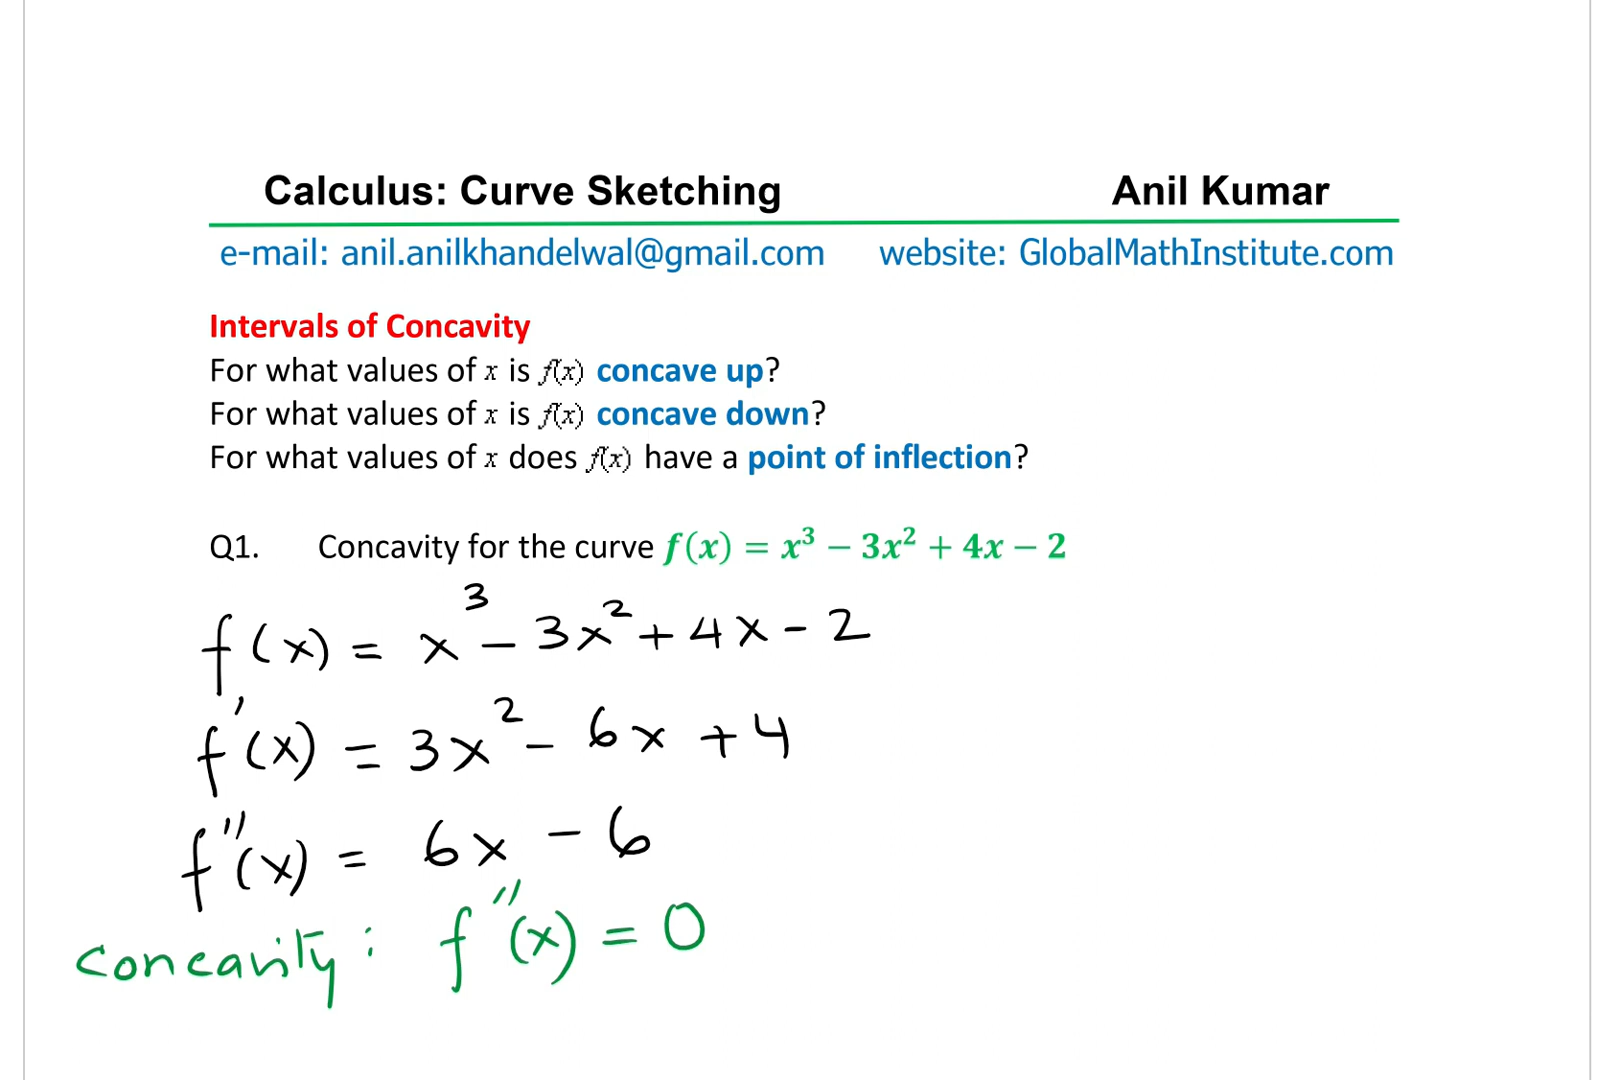 Calculus: Curve Sketching Anil Kumar
e-mail: anil.anilkhandelwal@gmail.com website: GlobalMathInstitute.com
Intervals of Concavity
For what values of x is f(x) concave up?
For what values of x is f(x) concave down?
For what values of x does f(x) have a point of inflection?
Q1. Concavity for the curve f(x) = x³ − 3x² + 4x − 2
f(x) = x³ − 3x² + 4x − 2
f'(x) = 3x² − 6x + 4
f''(x) = 6x − 6
Concavity : f''(x) = 0